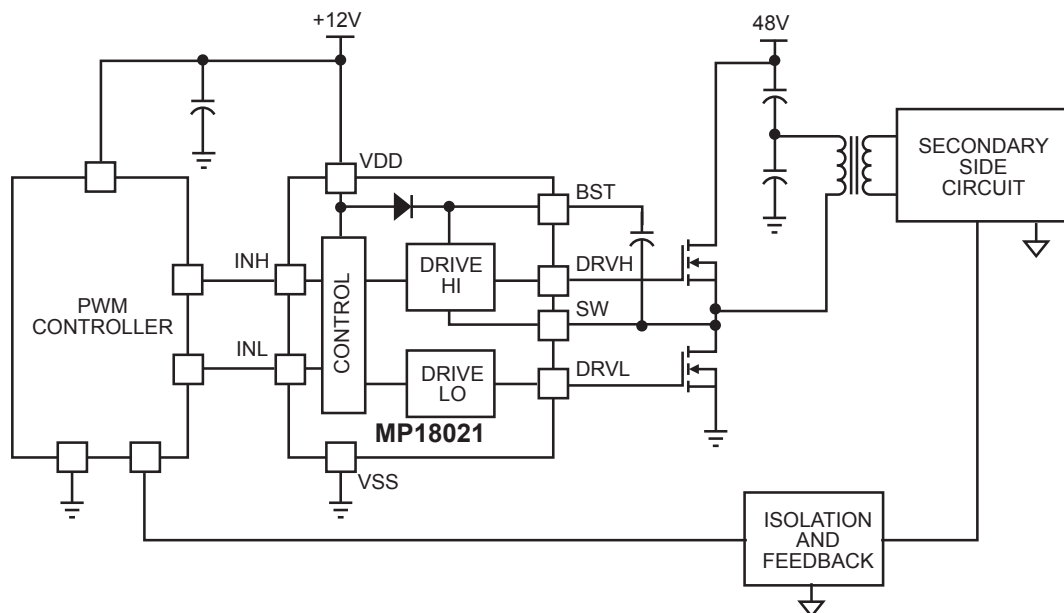 +12V
48V
VDD
BST
SECONDARY
SIDE
CIRCUIT
INH
DRIVE
HI
DRVH
PWM
CONTROLLER
CONTROL
SW
INL
DRIVE
LO
DRVL
MP18021
VSS
ISOLATION
AND
FEEDBACK